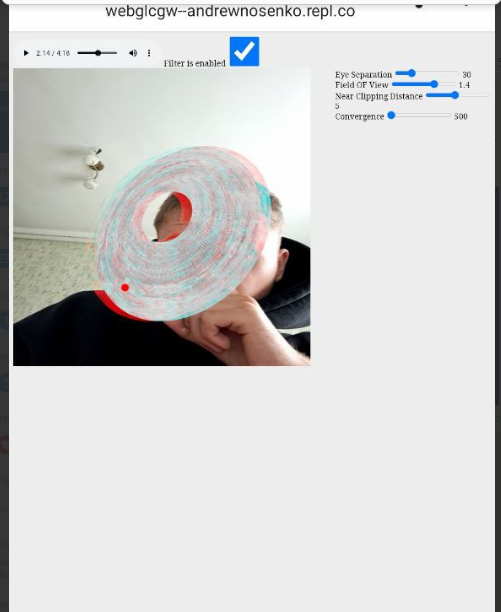 webglcgw--andrewnosenko.repl.co
2:14 / 4:18
Filter is enabled
Eye Separation 30
Field OF View 1.4
Near Clipping Distance
5
Convergence 500